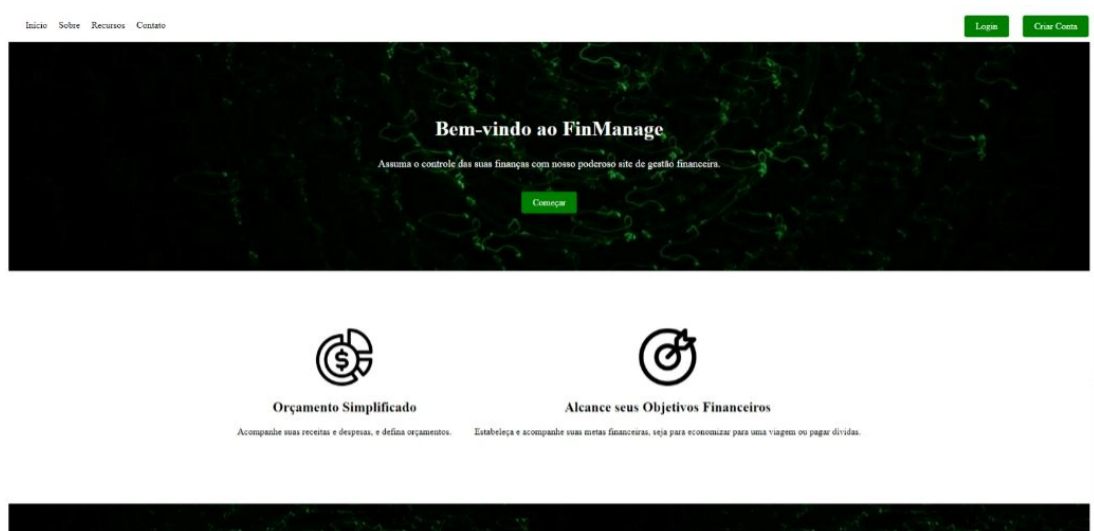 Início Sobre Recursos Contato Login Criar Conta
Bem-vindo ao FinManage
Assuma o controle das suas finanças com nosso poderoso site de gestão financeira.
Começar
$
Orçamento Simplificado
Acompanhe suas receitas e despesas, e defina orçamentos.
Alcance seus Objetivos Financeiros
Estabeleça e acompanhe suas metas financeiras, seja para economizar para uma viagem ou pagar dívidas.